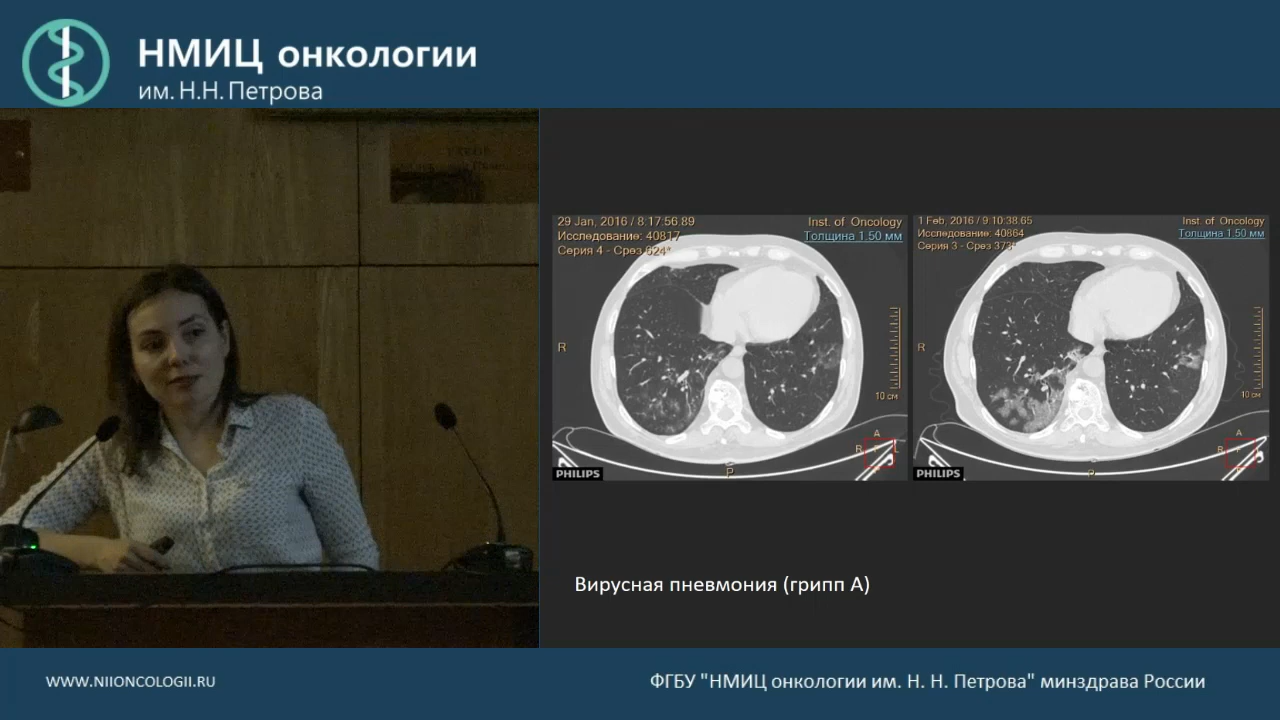 НМИЦ онкологии
им. Н.Н. Петрова
29 Jan, 2016 / 8:17:56.89
Inst. of Oncology
Исследование: 40817
Толщина 1.50 мм
Серия 4 - Срез 624*
R
10 см
A
R
L
P
PHILIPS
1 Feb, 2016 / 9:10:38.65
Inst. of Oncology
Исследование: 40864
Толщина 1.50 мм
Серия 3 - Срез 373*
R
10 см
A
R
P
PHILIPS
Вирусная пневмония (грипп А)
WWW.NIIONCOLOGII.RU
ФГБУ "НМИЦ онкологии им. Н. Н. Петрова" минздрава России